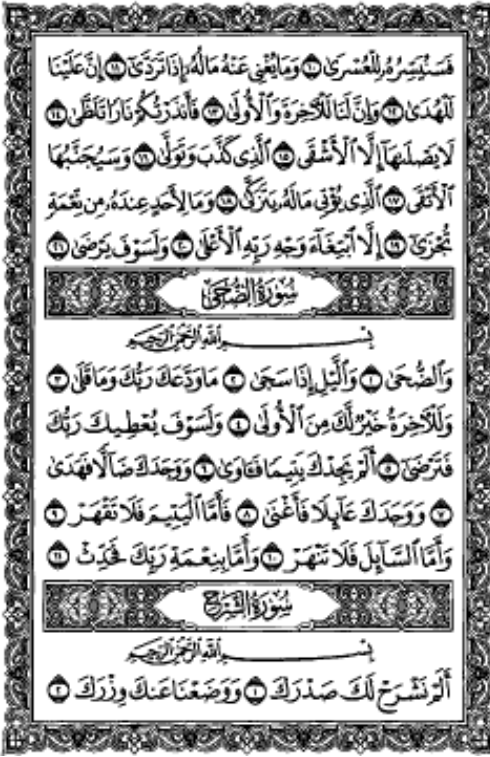 فَسَنُيَسِّرُهُۥ لِلْعُسْرَىٰ ١٠ وَمَا يُغْنِى عَنْهُ مَالُهُۥٓ إِذَا تَرَدَّىٰٓ ١١ إِنَّ عَلَيْنَا
لَلْهُدَىٰ ١٢ وَإِنَّ لَنَا لَلْءَاخِرَةَ وَٱلْأُولَىٰ ١٣ فَأَنذَرْتُكُمْ نَارًا تَلَظَّىٰ ١٤
لَا يَصْلَىٰهَآ إِلَّا ٱلْأَشْقَى ١٥ ٱلَّذِى كَذَّبَ وَتَوَلَّىٰ ١٦ وَسَيُجَنَّبُهَا
ٱلْأَتْقَى ١٧ ٱلَّذِى يُؤْتِى مَالَهُۥ يَتَزَكَّىٰ ١٨ وَمَا لِأَحَدٍ عِندَهُۥ مِن نِّعْمَةٍ
تُجْزَىٰٓ ١٩ إِلَّا ٱبْتِغَآءَ وَجْهِ رَبِّهِ ٱلْأَعْلَىٰ ٢٠ وَلَسَوْفَ يَرْضَىٰ ٢١
سُورَةُ الضُّحَىٰ
بِسْمِ ٱللَّهِ ٱلرَّحْمَٰنِ ٱلرَّحِيمِ
وَٱلضُّحَىٰ ١ وَٱلَّيْلِ إِذَا سَجَىٰ ٢ مَا وَدَّعَكَ رَبُّكَ وَمَا قَلَىٰ ٣
وَلَلْءَاخِرَةُ خَيْرٌ لَّكَ مِنَ ٱلْأُولَىٰ ٤ وَلَسَوْفَ يُعْطِيكَ رَبُّكَ
فَتَرْضَىٰٓ ٥ أَلَمْ يَجِدْكَ يَتِيمًا فَـَٔاوَىٰ ٦ وَوَجَدَكَ ضَآلًّا فَهَدَىٰ
٧ وَوَجَدَكَ عَآئِلًا فَأَغْنَىٰ ٨ فَأَمَّا ٱلْيَتِيمَ فَلَا تَقْهَرْ ٩
وَأَمَّا ٱلسَّآئِلَ فَلَا تَنْهَرْ ١٠ وَأَمَّا بِنِعْمَةِ رَبِّكَ فَحَدِّثْ ١١
سُورَةُ الشَّرْحِ
بِسْمِ ٱللَّهِ ٱلرَّحْمَٰنِ ٱلرَّحِيمِ
أَلَمْ نَشْرَحْ لَكَ صَدْرَكَ ١ وَوَضَعْنَا عَنكَ وِزْرَكَ ٢